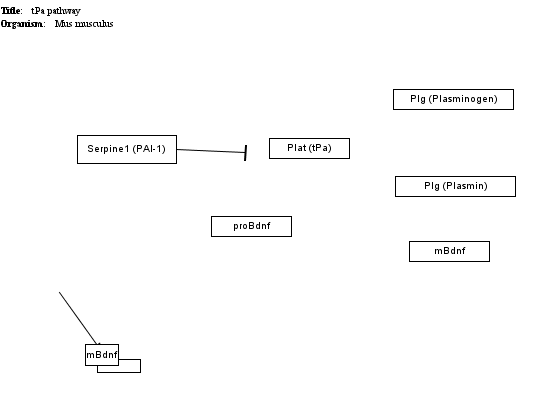 Title: tPa pathway
Organism: Mus musculus
Plg (Plasminogen)
Serpine1 (PAI-1)
Plat (tPa)
Plg (Plasmin)
proBdnf
mBdnf
mBdnf